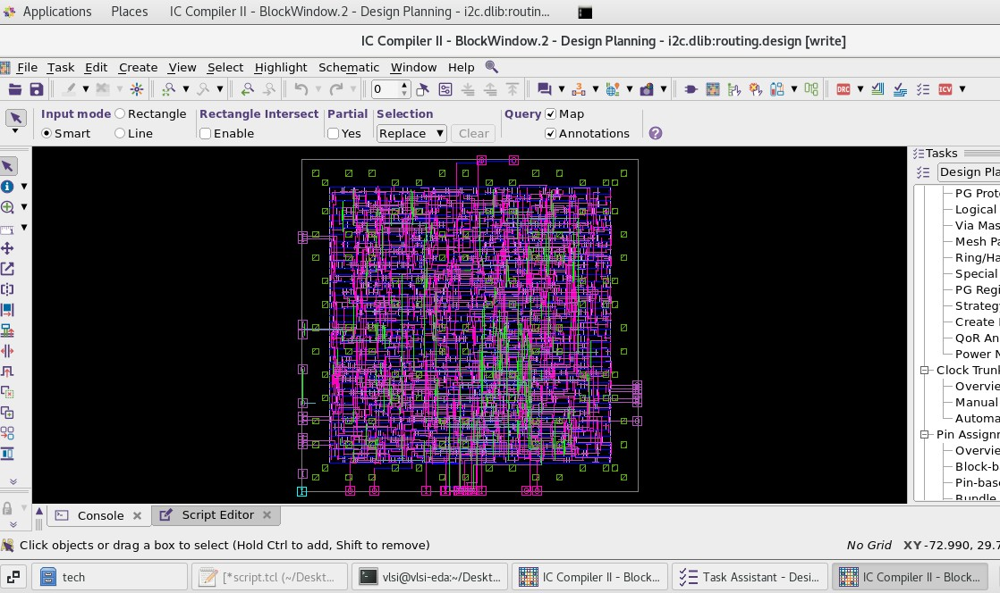 Applications Places IC Compiler II - BlockWindow.2 - Design Planning - i2c.dlib:routin...
IC Compiler II - BlockWindow.2 - Design Planning - i2c.dlib:routing.design [write]
File Task Edit Create View Select Highlight Schematic Window Help
0 DRC ICV
Input mode Rectangle Rectangle Intersect Partial Selection Query Map
Smart Line Enable Yes Replace Clear Annotations
Tasks
Design Pla
PG Prot
Logical
Via Mas
Mesh Pa
Ring/Ha
Special
PG Regi
Strategy
Create
QoR An
Power N
Clock Trun
Overvie
Manual
Automa
Pin Assignr
Overvie
Block-b
Pin-base
Bundle
Console Script Editor
Click objects or drag a box to select (Hold Ctrl to add, Shift to remove) No Grid XY -72.990, 29.7
tech [*script.tcl (~/Deskt... vlsi@vlsi-eda:~/Deskt... IC Compiler II - Block... Task Assistant - Desi... IC Compiler II - Block...